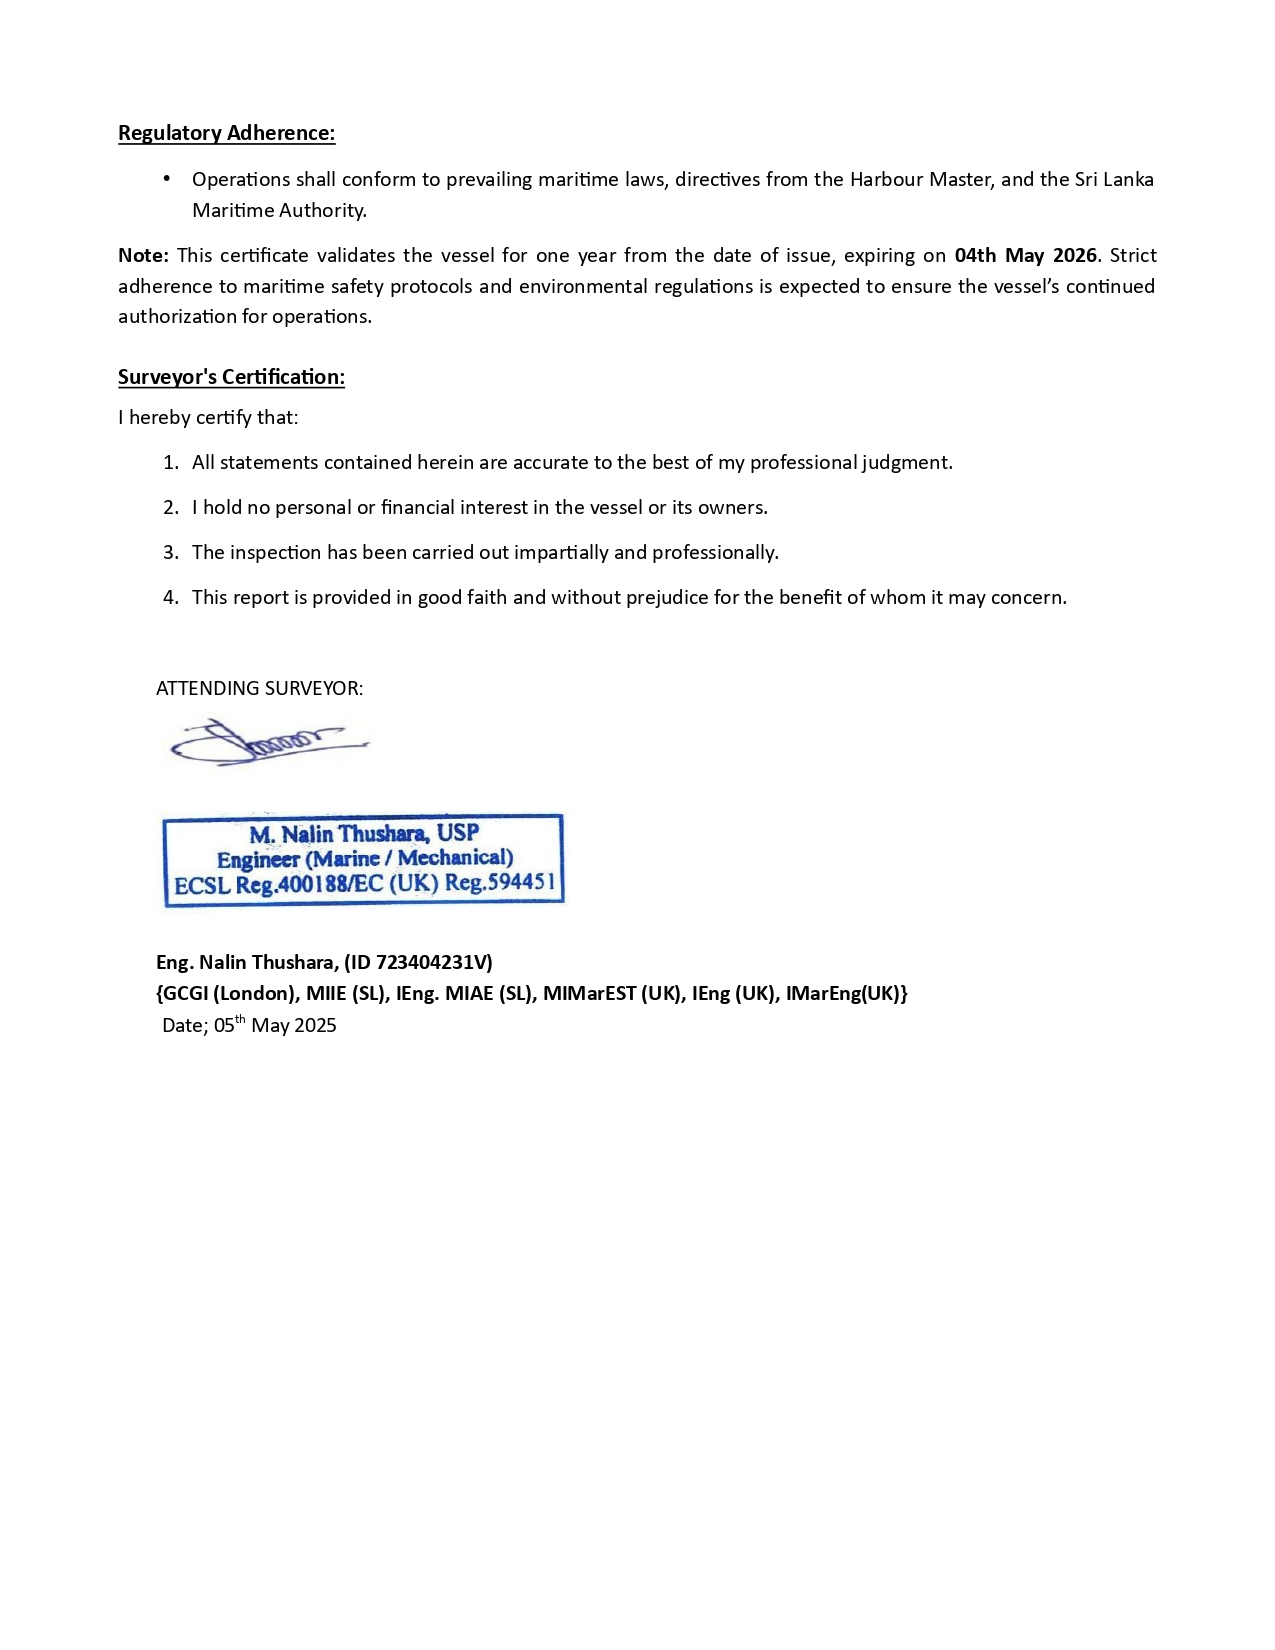 Regulatory Adherence:
• Operations shall conform to prevailing maritime laws, directives from the Harbour Master, and the Sri Lanka
Maritime Authority.
Note: This certificate validates the vessel for one year from the date of issue, expiring on 04th May 2026. Strict
adherence to maritime safety protocols and environmental regulations is expected to ensure the vessel’s continued
authorization for operations.
Surveyor's Certification:
I hereby certify that:
1. All statements contained herein are accurate to the best of my professional judgment.
2. I hold no personal or financial interest in the vessel or its owners.
3. The inspection has been carried out impartially and professionally.
4. This report is provided in good faith and without prejudice for the benefit of whom it may concern.
ATTENDING SURVEYOR:
M. Nalin Thushara, USP
Engineer (Marine / Mechanical)
ECSL Reg.400188/EC (UK) Reg.594451
Eng. Nalin Thushara, (ID 723404231V)
{GCGI (London), MIIE (SL), IEng. MIAE (SL), MIMarEST (UK), IEng (UK), IMarEng(UK)}
Date; 05th May 2025